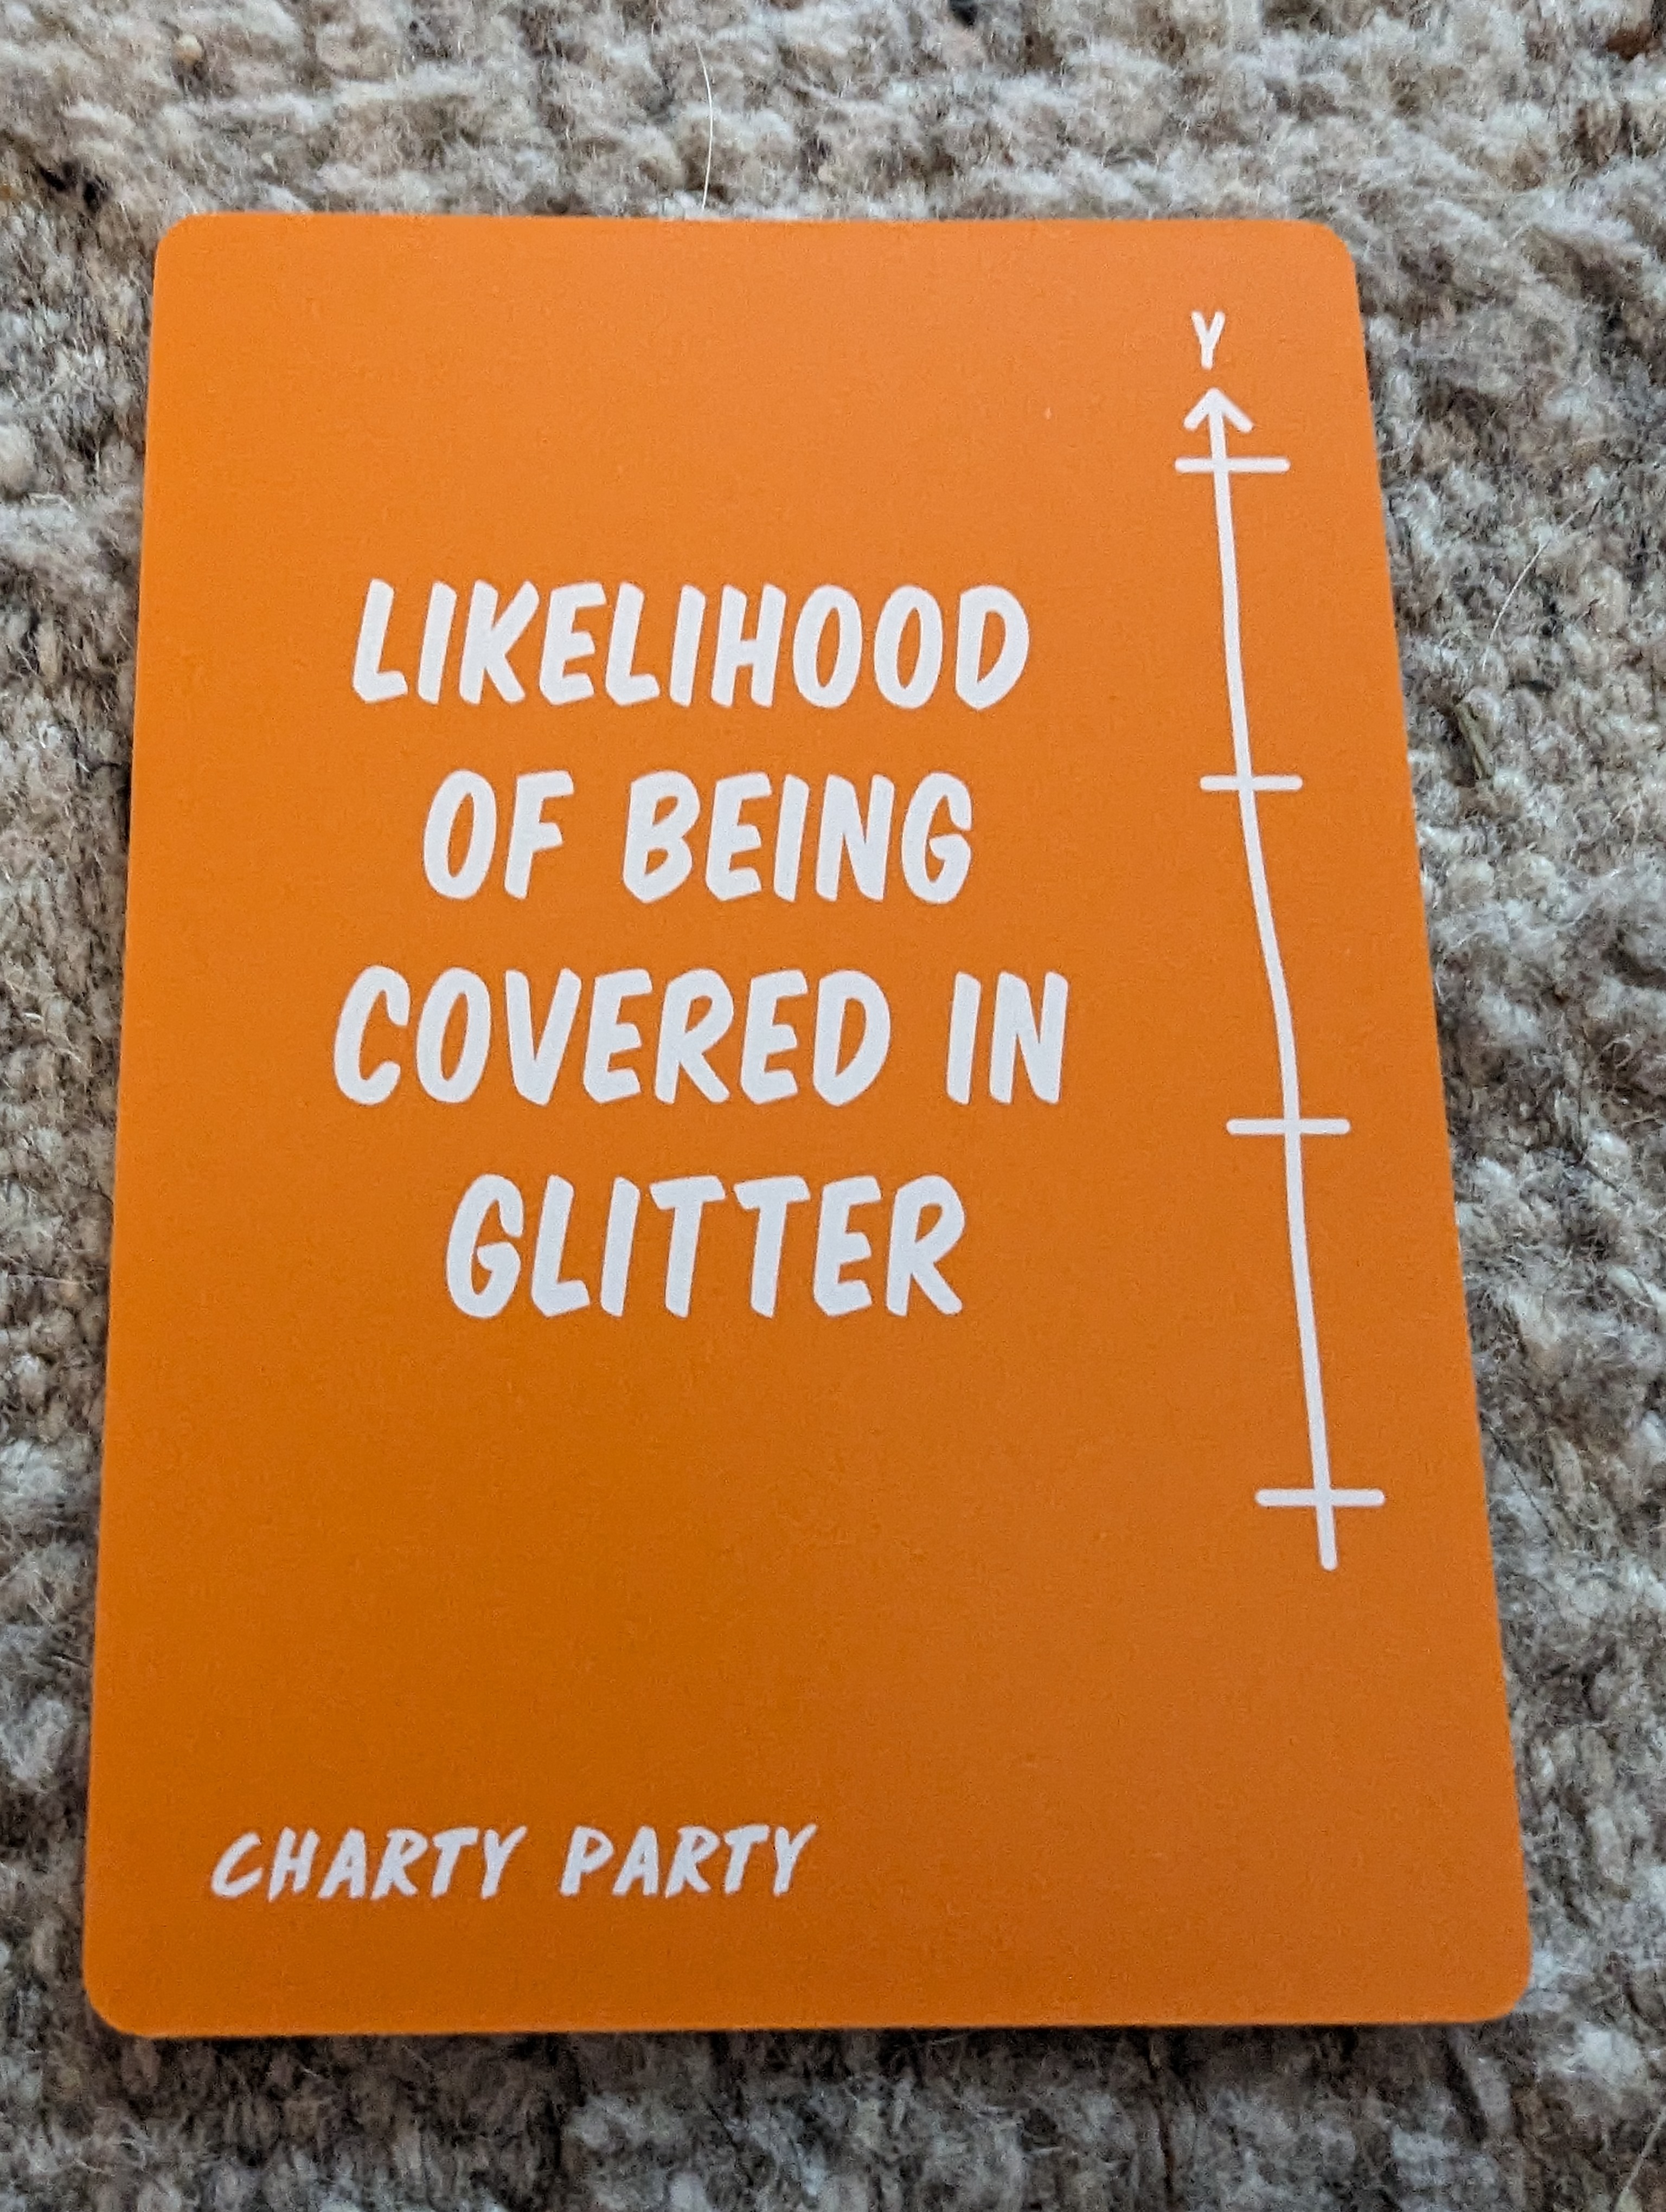 Y
LIKELIHOOD
OF BEING
COVERED IN
GLITTER
CHARTY PARTY